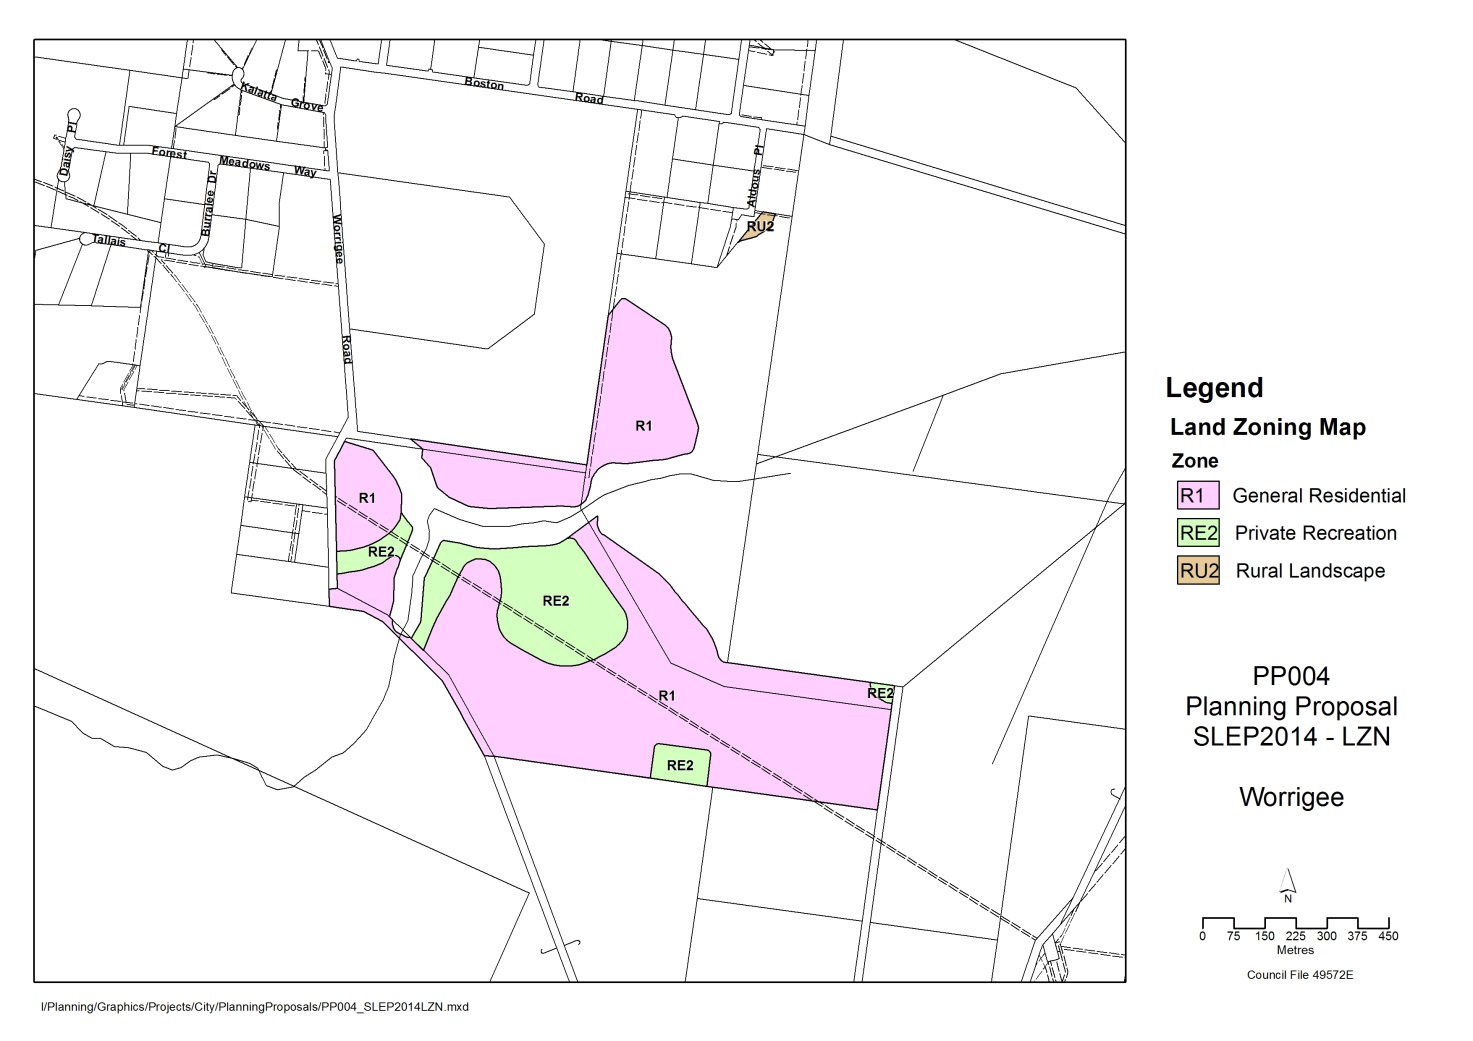 Boston Road
Kalatta Grove
Daisy Pl
Forest Meadows Way
Burralee Dr
Tallais Cl
Worrigee Road
Aldous Pl
RU2
R1
R1
RE2
RE2
R1
RE2
RE2
Legend
Land Zoning Map
Zone
R1 General Residential
RE2 Private Recreation
RU2 Rural Landscape
PP004
Planning Proposal
SLEP2014 - LZN
Worrigee
N
0 75 150 225 300 375 450
Metres
Council File 49572E
I/Planning/Graphics/Projects/City/PlanningProposals/PP004_SLEP2014LZN.mxd